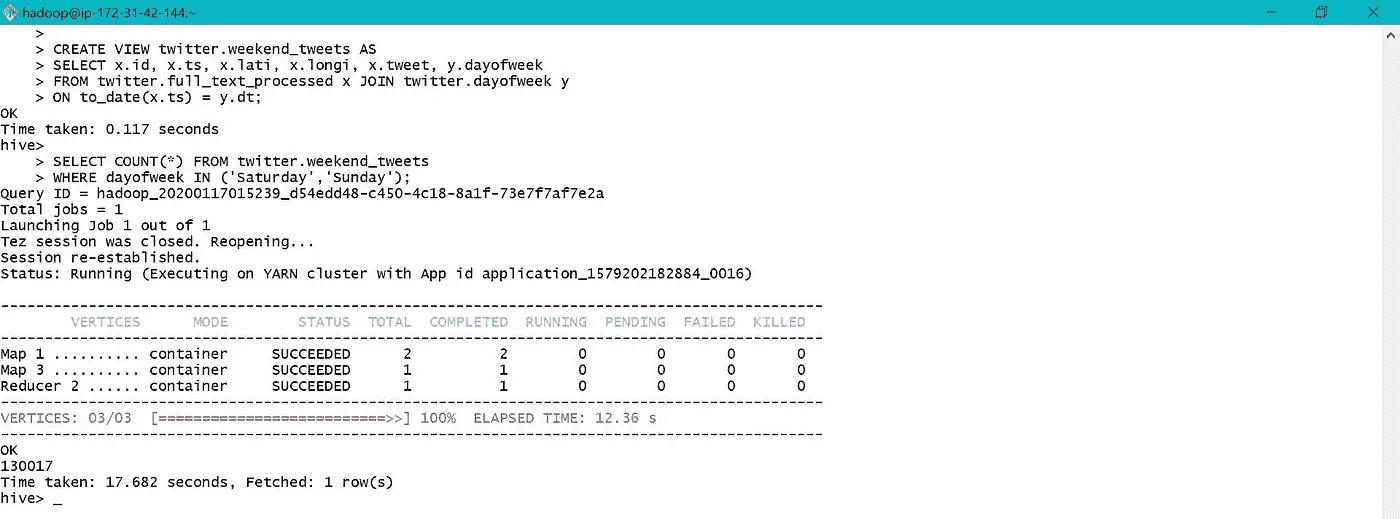 hadoop@ip-172-31-42-144:~
>
> CREATE VIEW twitter.weekend_tweets AS
> SELECT x.id, x.ts, x.lati, x.longi, x.tweet, y.dayofweek
> FROM twitter.full_text_processed x JOIN twitter.dayofweek y
> ON to_date(x.ts) = y.dt;
OK
Time taken: 0.117 seconds
hive>
> SELECT COUNT(*) FROM twitter.weekend_tweets
> WHERE dayofweek IN ('Saturday','Sunday');
Query ID = hadoop_20200117015239_d54edd48-c450-4c18-8a1f-73e7f7af7e2a
Total jobs = 1
Launching Job 1 out of 1
Tez session was closed. Reopening...
Session re-established.
Status: Running (Executing on YARN cluster with App id application_1579202182884_0016)
----------------------------------------------------------------------------------------------
VERTICES MODE STATUS TOTAL COMPLETED RUNNING PENDING FAILED KILLED
----------------------------------------------------------------------------------------------
Map 1 .......... container SUCCEEDED 2 2 0 0 0 0
Map 3 .......... container SUCCEEDED 1 1 0 0 0 0
Reducer 2 ...... container SUCCEEDED 1 1 0 0 0 0
----------------------------------------------------------------------------------------------
VERTICES: 03/03 [==========================>>] 100% ELAPSED TIME: 12.36 s
----------------------------------------------------------------------------------------------
OK
130017
Time taken: 17.682 seconds, Fetched: 1 row(s)
hive> _